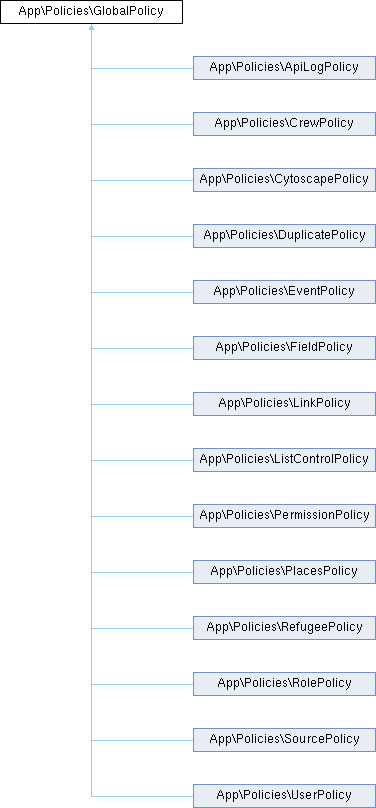 App\Policies\GlobalPolicy
App\Policies\ApiLogPolicy
App\Policies\CrewPolicy
App\Policies\CytoscapePolicy
App\Policies\DuplicatePolicy
App\Policies\EventPolicy
App\Policies\FieldPolicy
App\Policies\LinkPolicy
App\Policies\ListControlPolicy
App\Policies\PermissionPolicy
App\Policies\PlacesPolicy
App\Policies\RefugeePolicy
App\Policies\RolePolicy
App\Policies\SourcePolicy
App\Policies\UserPolicy